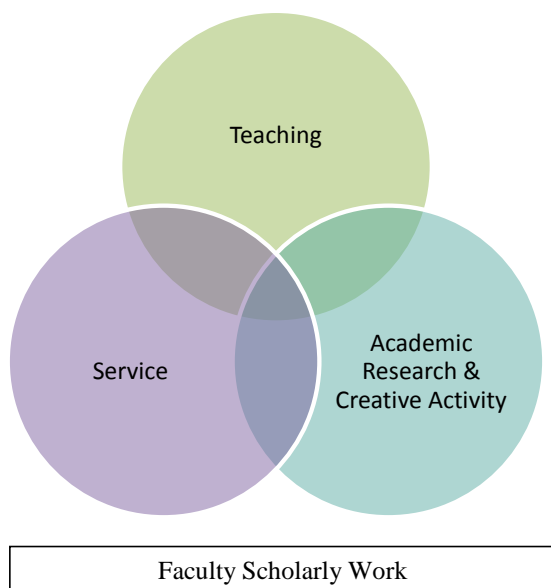 Teaching
Service
Academic
Research &
Creative Activity
Faculty Scholarly Work